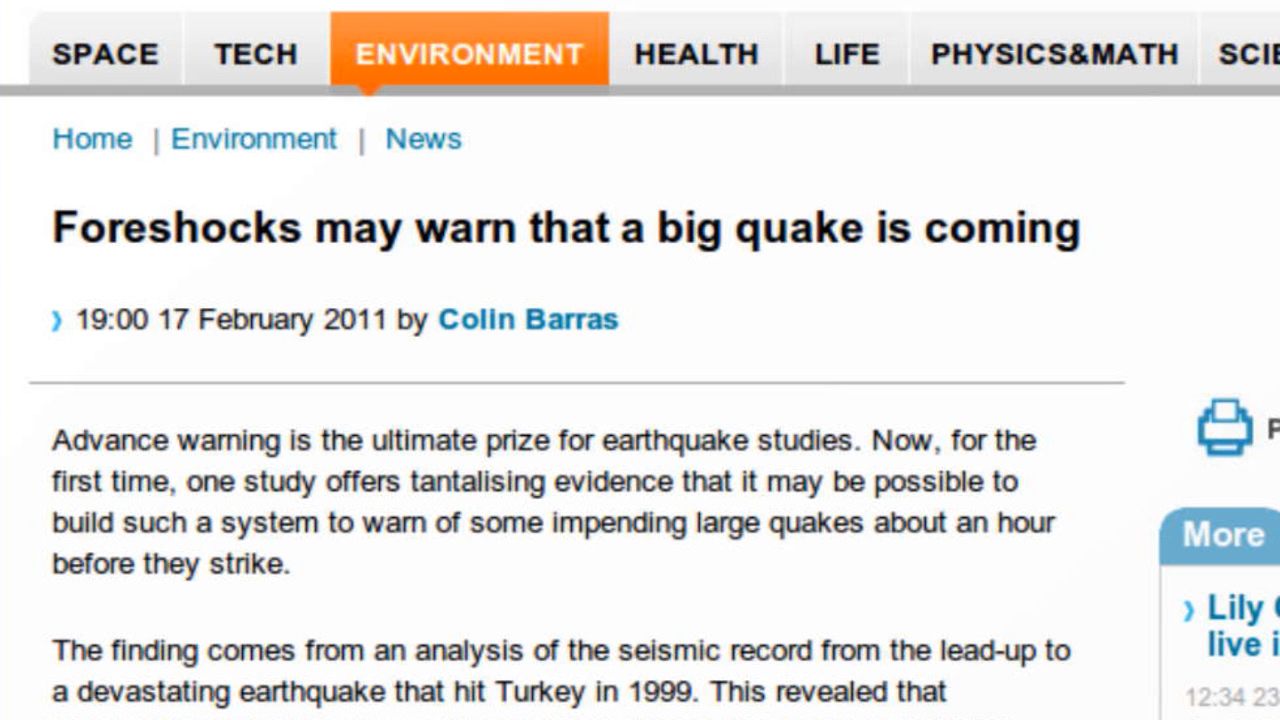 SPACE TECH ENVIRONMENT HEALTH LIFE PHYSICS&MATH
Home | Environment | News
Foreshocks may warn that a big quake is coming
19:00 17 February 2011 by Colin Barras
Advance warning is the ultimate prize for earthquake studies. Now, for the
first time, one study offers tantalising evidence that it may be possible to
build such a system to warn of some impending large quakes about an hour
before they strike.
The finding comes from an analysis of the seismic record from the lead-up to
a devastating earthquake that hit Turkey in 1999. This revealed that
More
Lily
live
12:34 23